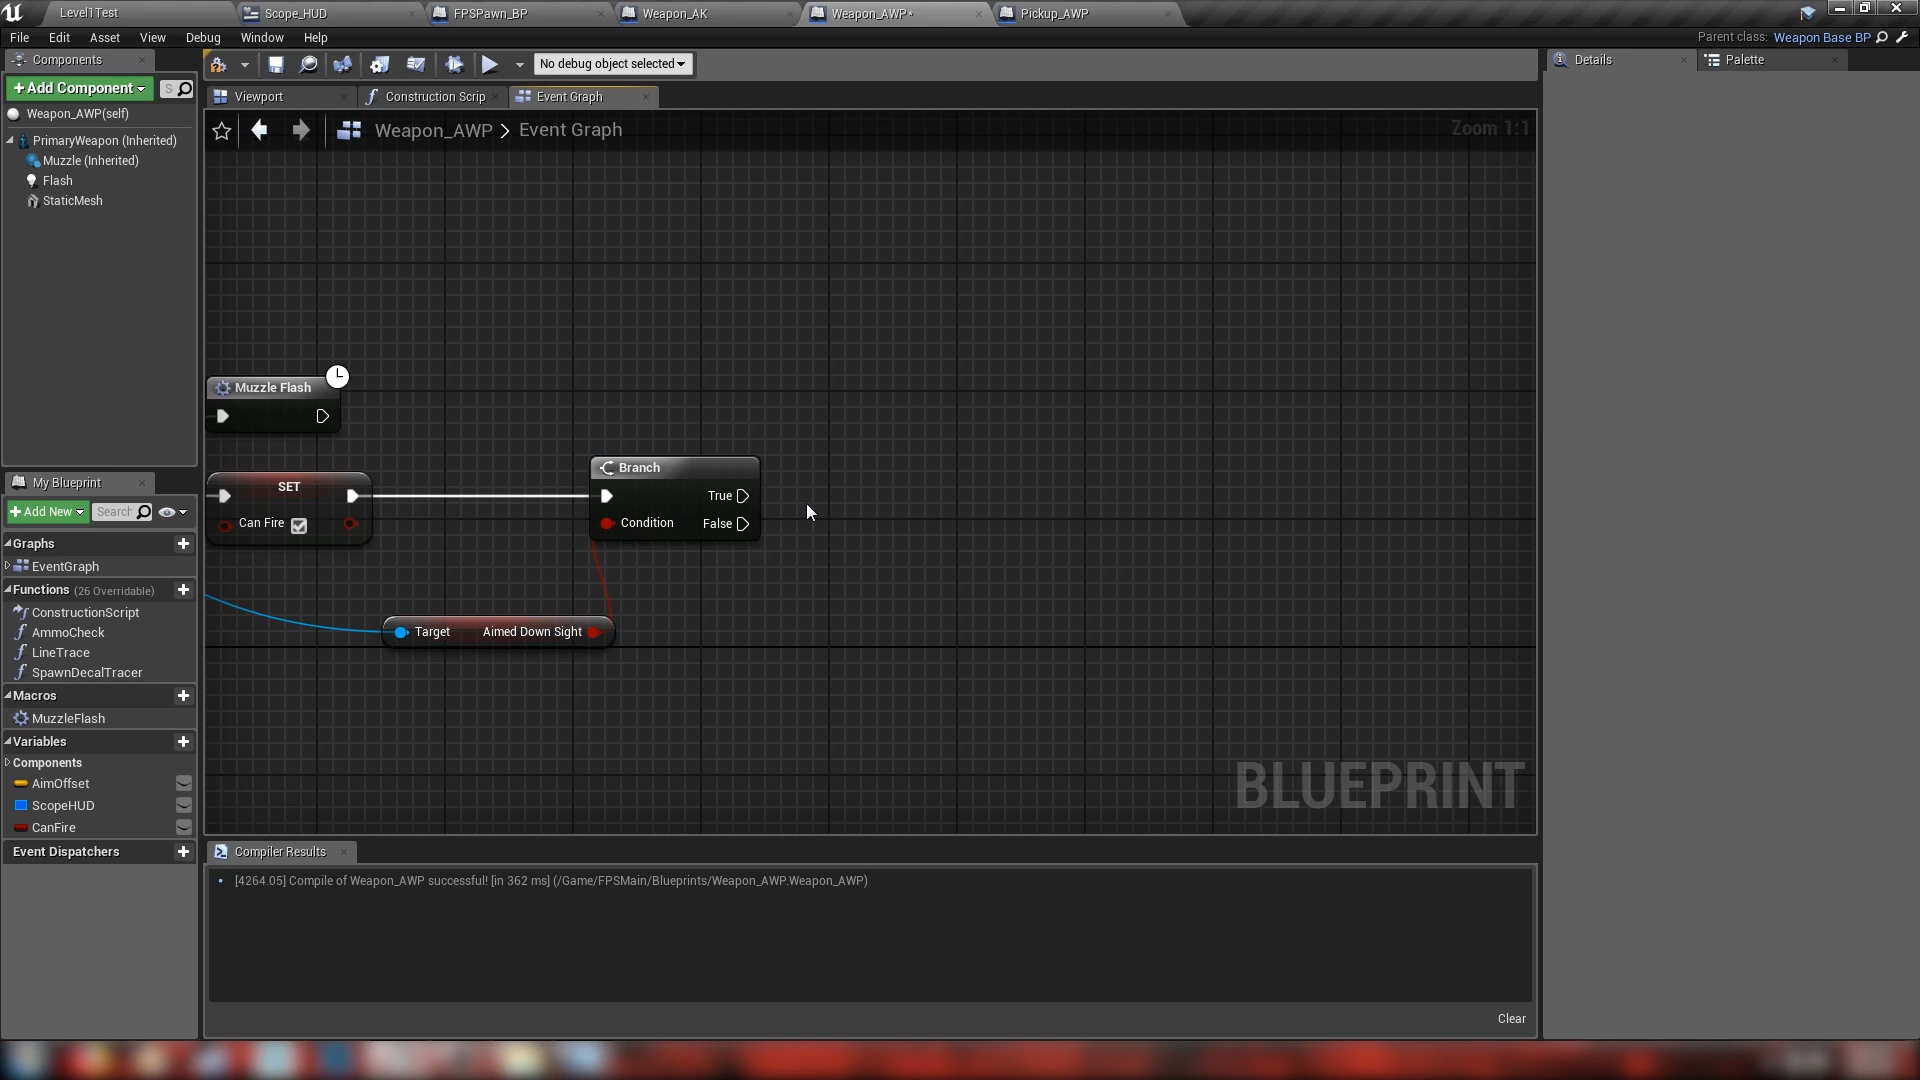 Level1Test
Scope_HUD
FPSPawn_BP
Weapon_AK
Weapon_AWP*
Pickup_AWP
File Edit Asset View Debug Window Help
Parent class: Weapon Base BP
Components
+Add Component
S
No debug object selected
Details
Palette
Weapon_AWP(self)
PrimaryWeapon (Inherited)
Muzzle (Inherited)
Flash
StaticMesh
Viewport
Construction Scrip
Event Graph
Weapon_AWP > Event Graph
Zoom 1:1
Muzzle Flash
SET
Can Fire
Branch
True
Condition
False
Target
Aimed Down Sight
BLUEPRINT
My Blueprint
+Add New
Search
Graphs
EventGraph
Functions (26 Overridable)
ConstructionScript
AmmoCheck
LineTrace
SpawnDecalTracer
Macros
MuzzleFlash
Variables
Components
AimOffset
ScopeHUD
CanFire
Event Dispatchers
Compiler Results
[4264.05] Compile of Weapon_AWP successful! [in 362 ms] (/Game/FPSMain/Blueprints/Weapon_AWP.Weapon_AWP)
Clear